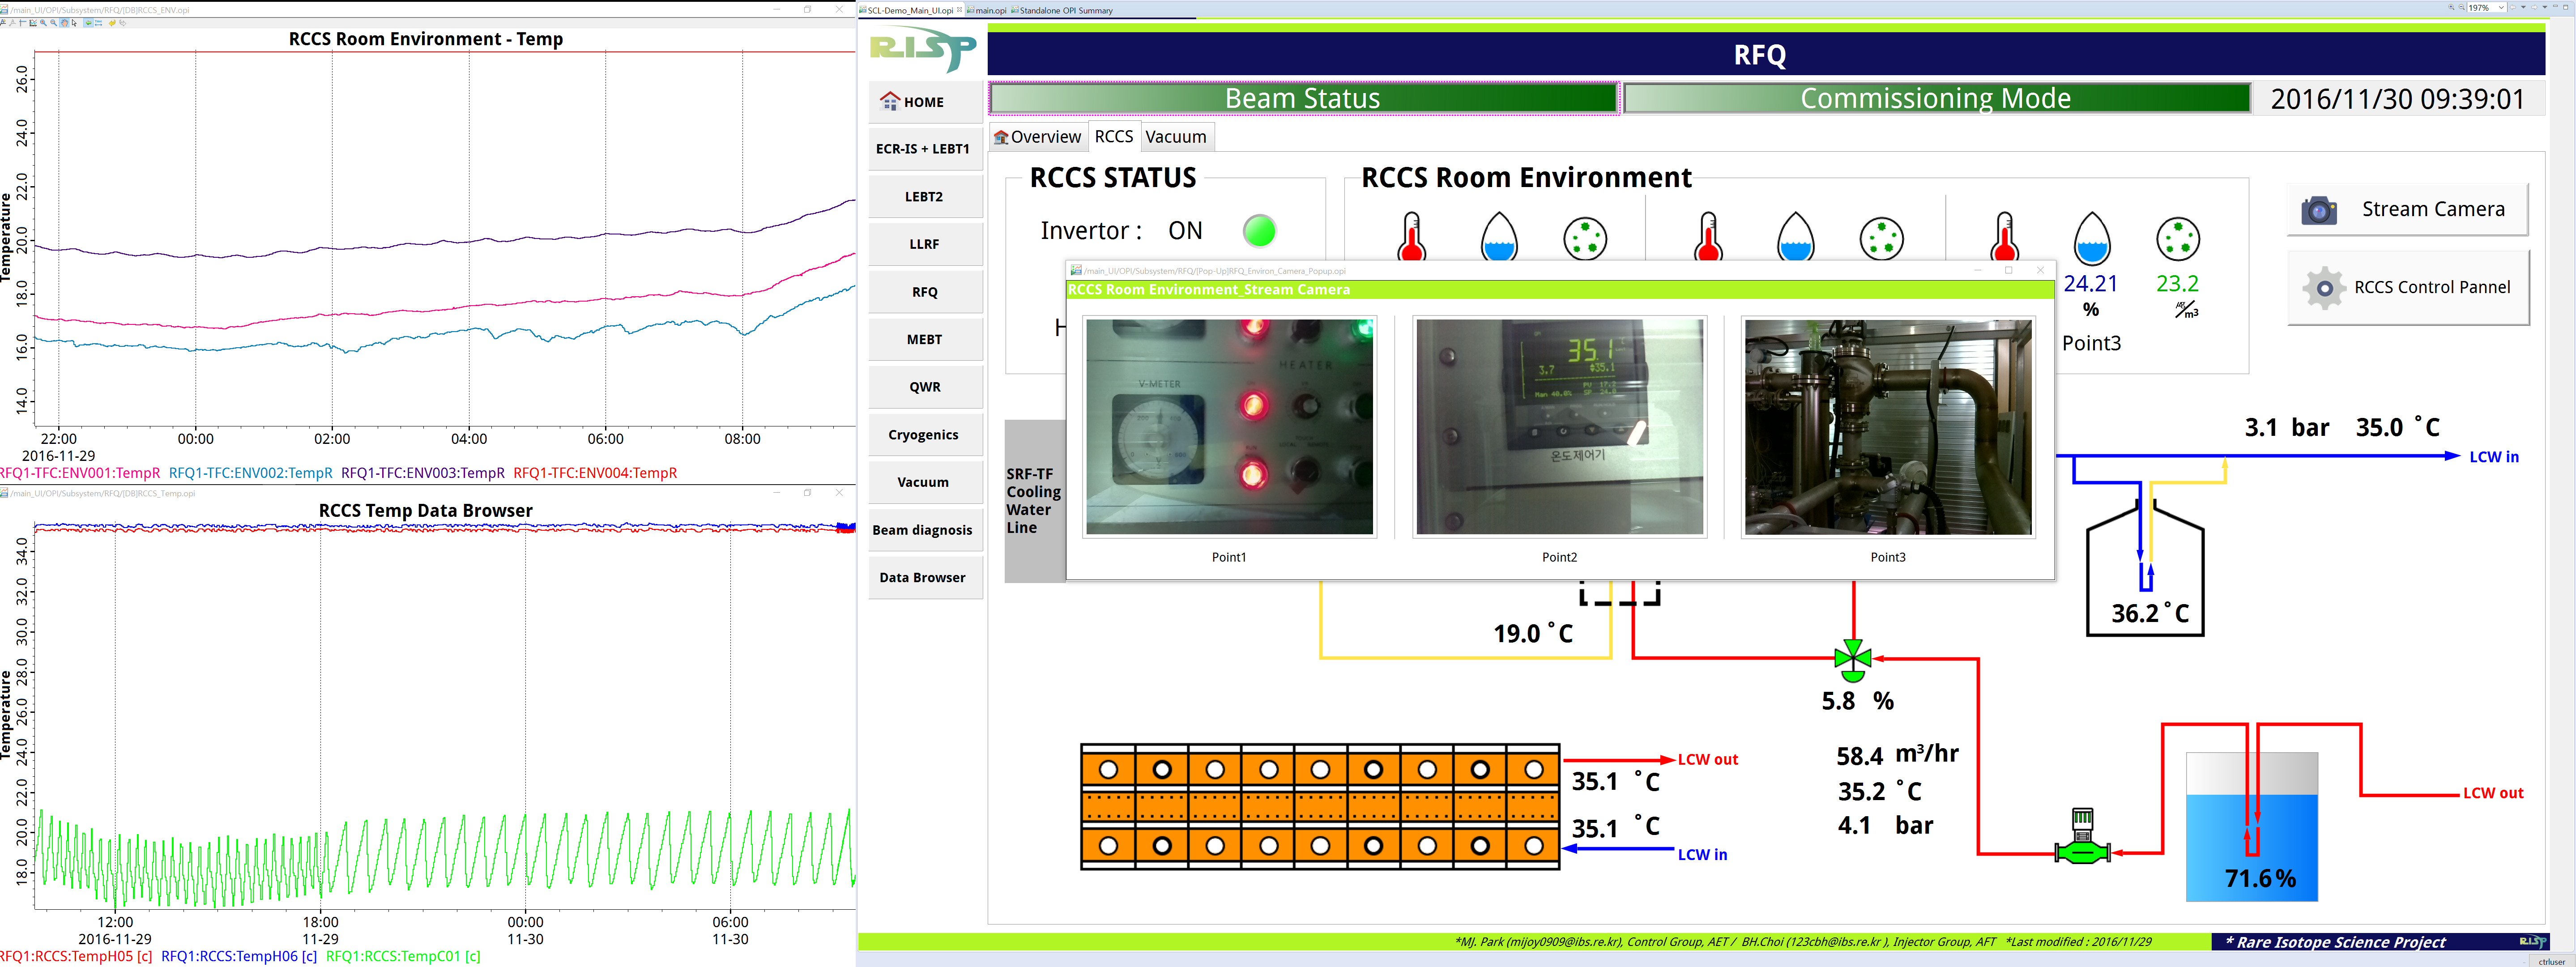 /main_UI/OPI/Subsystem/RFQ/[DB]RCCS_ENV.opi
RCCS Room Environment - Temp
Temperature
26.0
24.0
22.0
20.0
18.0
16.0
14.0
22:00 00:00 02:00 04:00 06:00 08:00
2016-11-29
RFQ1-TFC:ENV001:TempR RFQ1-TFC:ENV002:TempR RFQ1-TFC:ENV003:TempR RFQ1-TFC:ENV004:TempR
/main_UI/OPI/Subsystem/RFQ/[DB]RCCS_Temp.opi
RCCS Temp Data Browser
Temperature
34.0
32.0
30.0
28.0
26.0
24.0
22.0
20.0
18.0
12:00 18:00 00:00 06:00
2016-11-29 11-29 11-30 11-30
RFQ1:RCCS:TempH05 [c] RFQ1:RCCS:TempH06 [c] RFQ1:RCCS:TempC01 [c]
SCL-Demo_Main_UI.opi main.opi Standalone OPI Summary
197%
RISP
RFQ
Beam Status
Commissioning Mode
2016/11/30 09:39:01
HOME
ECR-IS + LEBT1
LEBT2
LLRF
RFQ
MEBT
QWR
Cryogenics
Vacuum
Beam diagnosis
Data Browser
Overview RCCS Vacuum
RCCS STATUS
Invertor : ON
H
RCCS Room Environment
24.21
%
23.2
㎍/m3
Point3
Stream Camera
RCCS Control Pannel
/main_UI/OPI/Subsystem/RFQ/[Pop-Up]RFQ_Environ_Camera_Popup.opi
RCCS Room Environment_Stream Camera
V-METER
HEATER
35.1
3.7
35.1
Man 40.0%
온도제어기
Point1
Point2
Point3
SRF-TF
Cooling
Water
Line
3.1 bar 35.0 ˚C
LCW in
36.2 ˚C
19.0 ˚C
5.8 %
58.4 m³/hr
35.2 ˚C
4.1 bar
LCW out
35.1 ˚C
35.1 ˚C
LCW in
LCW out
71.6 %
*MJ. Park (mijoy0909@ibs.re.kr), Control Group, AET / BH.Choi (123cbh@ibs.re.kr ), Injector Group, AFT *Last modified : 2016/11/29
* Rare Isotope Science Project
RISP
ctrluser